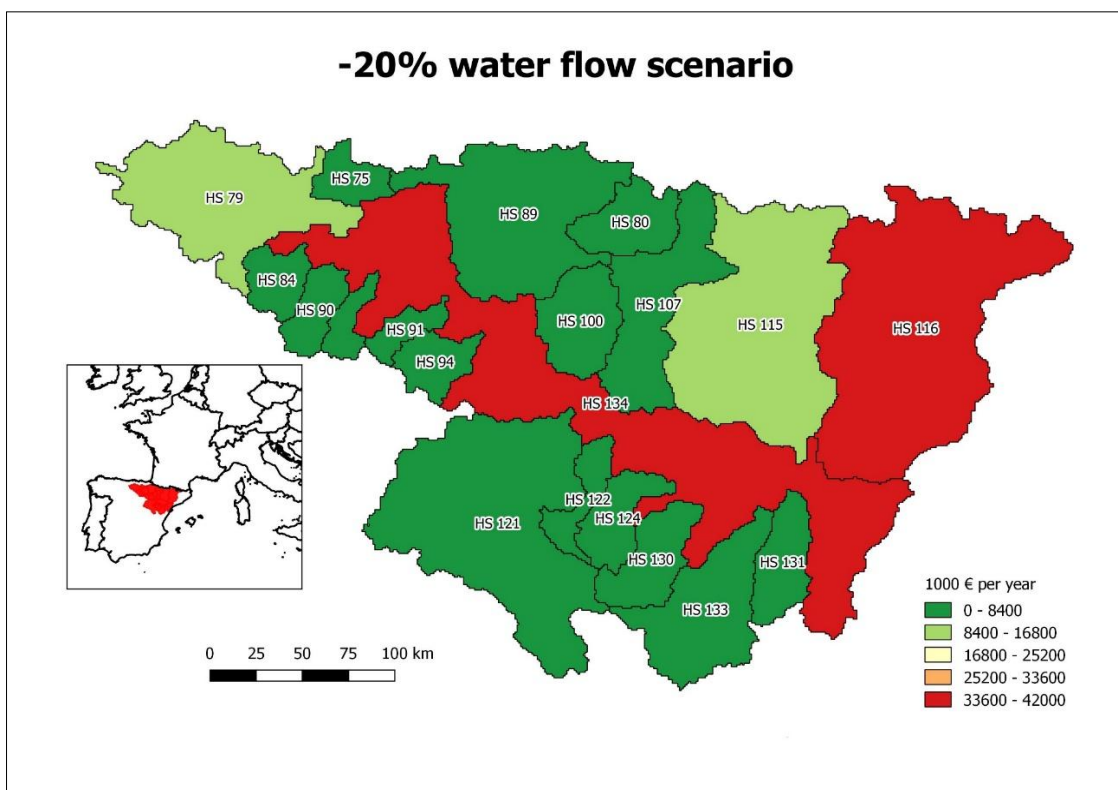 -20% water flow scenario
HS 75
HS 79
HS 89
HS 80
HS 84
HS 90
HS 107
HS 100
HS 91
HS 115
HS 116
HS 94
HS 134
HS 122
HS 124
HS 121
HS 130
HS 131
HS 133
1000 € per year
0 - 8400
8400 - 16800
16800 - 25200
25200 - 33600
33600 - 42000
0 25 50 75 100 km